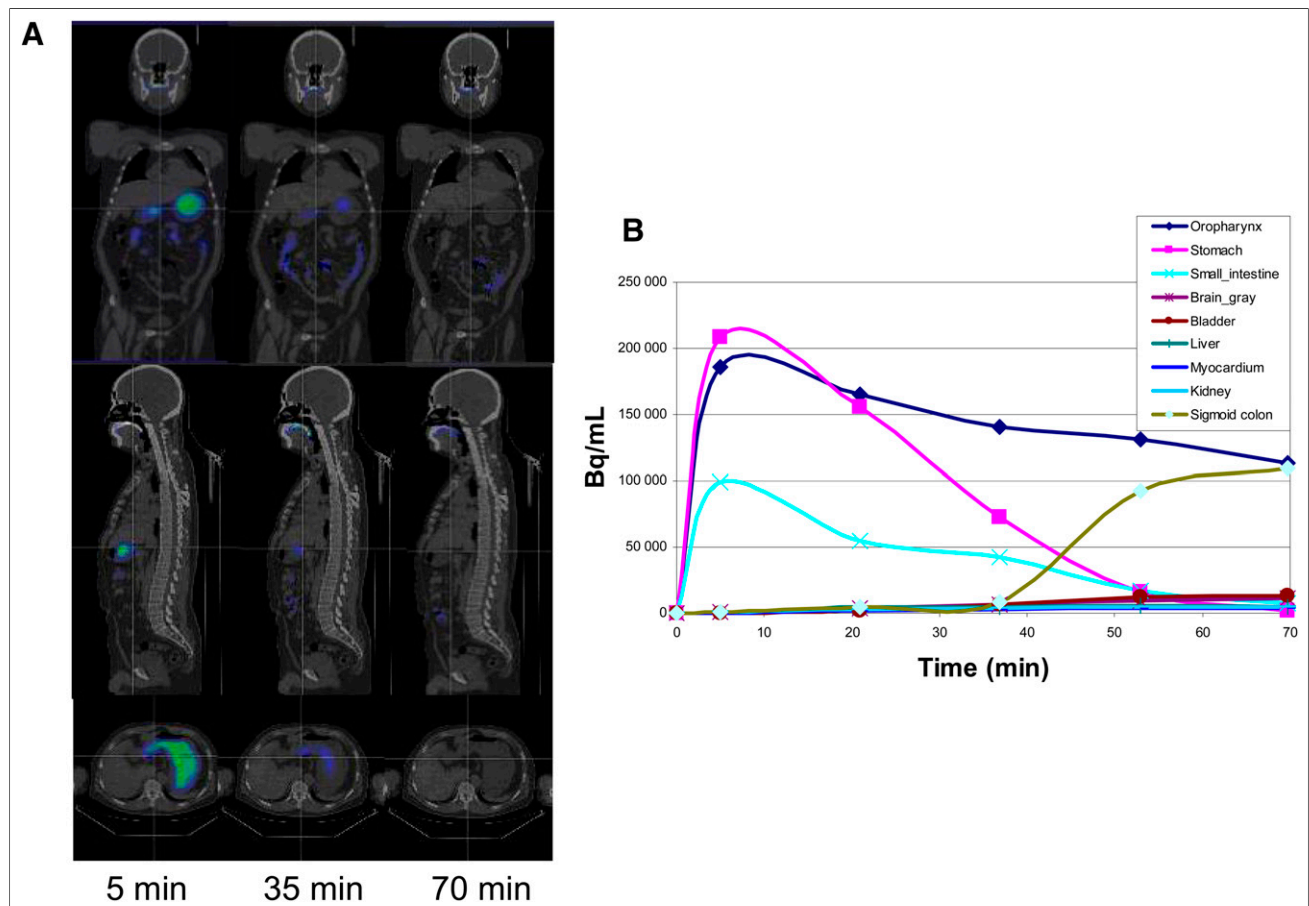 A
5 min
35 min
70 min
B
Oropharynx
Stomach
Small_intestine
Brain_gray
Bladder
Liver
Myocardium
Kidney
Sigmoid colon
250 000
200 000
150 000
100 000
50 000
0
Bq/mL
0 10 20 30 40 50 60 70
Time (min)